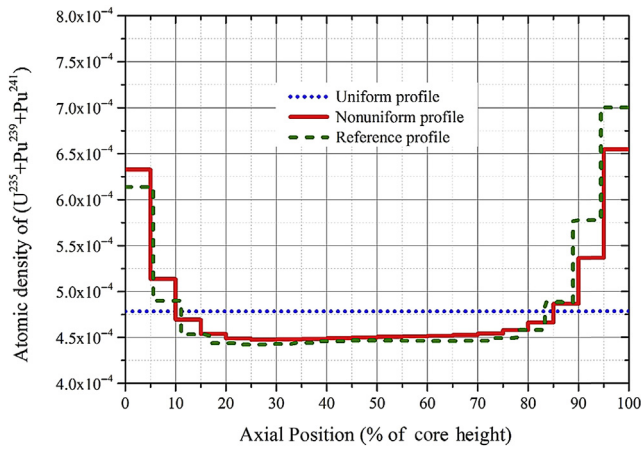 8.0x10⁻⁴
7.5x10⁻⁴
7.0x10⁻⁴
6.5x10⁻⁴
6.0x10⁻⁴
5.5x10⁻⁴
5.0x10⁻⁴
4.5x10⁻⁴
4.0x10⁻⁴
Atomic density of (U²³⁵+Pu²³⁹+Pu²⁴¹)
Uniform profile
Nonuniform profile
Reference profile
0 10 20 30 40 50 60 70 80 90 100
Axial Position (% of core height)